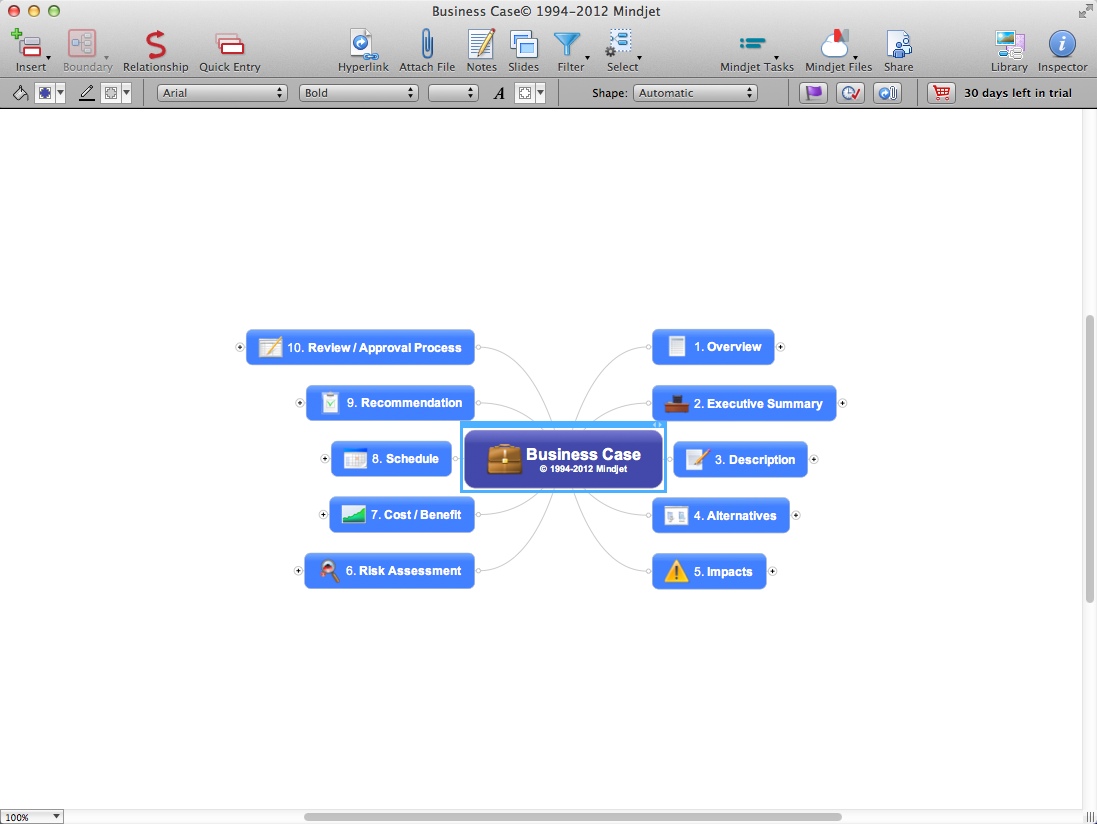 Business Case© 1994-2012 Mindjet
Insert Boundary Relationship Quick Entry Hyperlink Attach File Notes Slides Filter Select Mindjet Tasks Mindjet Files Share Library Inspector
Arial Bold A Shape: Automatic 30 days left in trial
10. Review / Approval Process
9. Recommendation
8. Schedule
7. Cost / Benefit
6. Risk Assessment
Business Case
© 1994-2012 Mindjet
1. Overview
2. Executive Summary
3. Description
4. Alternatives
5. Impacts
100%